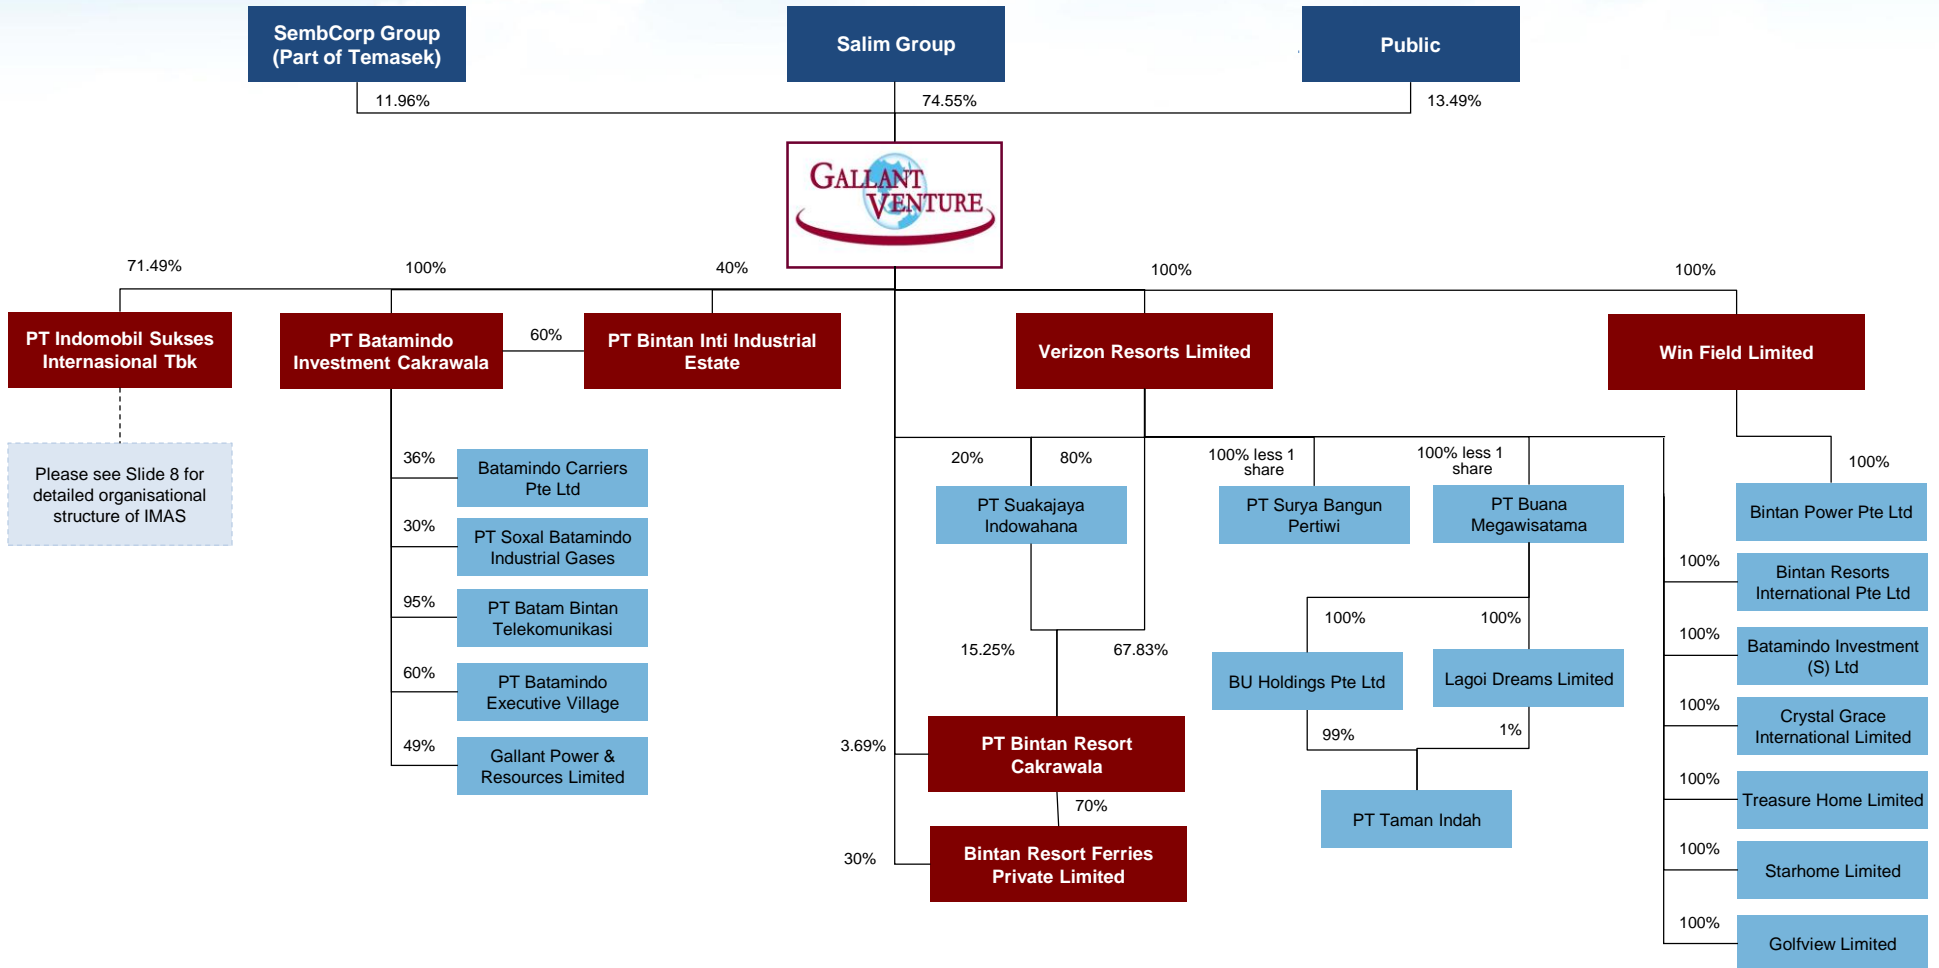 SembCorp Group
(Part of Temasek)
Salim Group
Public
11.96%
74.55%
13.49%
GALLANT
VENTURE
71.49%
100%
40%
100%
100%
PT Indomobil Sukses
Internasional Tbk
PT Batamindo
Investment Cakrawala
60%
PT Bintan Inti Industrial
Estate
Verizon Resorts Limited
Win Field Limited
Please see Slide 8 for
detailed organisational
structure of IMAS
36%
Batamindo Carriers
Pte Ltd
30%
PT Soxal Batamindo
Industrial Gases
95%
PT Batam Bintan
Telekomunikasi
60%
PT Batamindo
Executive Village
49%
Gallant Power &
Resources Limited
20%
80%
PT Suakajaya
Indowahana
100% less 1
share
PT Surya Bangun
Pertiwi
100% less 1
share
PT Buana
Megawisatama
100%
Bintan Power Pte Ltd
15.25%
67.83%
100%
100%
BU Holdings Pte Ltd
Lagoi Dreams Limited
99%
1%
PT Taman Indah
3.69%
PT Bintan Resort
Cakrawala
70%
30%
Bintan Resort Ferries
Private Limited
100%
Bintan Resorts
International Pte Ltd
100%
Batamindo Investment
(S) Ltd
100%
Crystal Grace
International Limited
100%
Treasure Home Limited
100%
Starhome Limited
100%
Golfview Limited